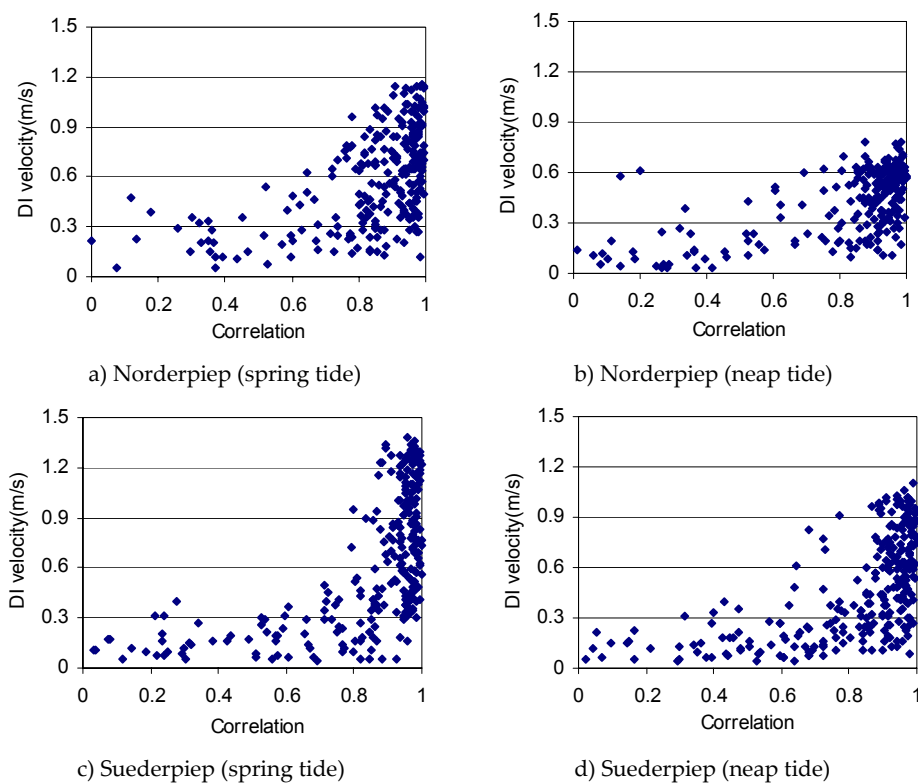 1.5
1.2
0.9
0.6
0.3
0
DI velocity(m/s)
0 0.2 0.4 0.6 0.8 1
Correlation
a) Norderpiep (spring tide)
1.5
1.2
0.9
0.6
0.3
0
DI velocity(m/s)
0 0.2 0.4 0.6 0.8 1
Correlation
b) Norderpiep (neap tide)
1.5
1.2
0.9
0.6
0.3
0
DI velocity(m/s)
0 0.2 0.4 0.6 0.8 1
Correlation
c) Suederpiep (spring tide)
1.5
1.2
0.9
0.6
0.3
0
DI velocity(m/s)
0 0.2 0.4 0.6 0.8 1
Correlation
d) Suederpiep (neap tide)